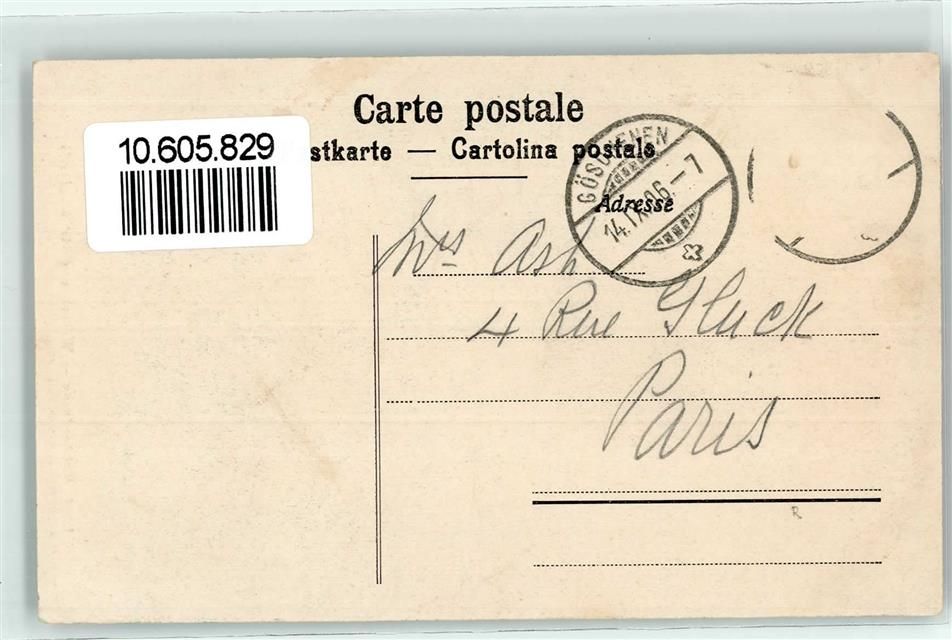 Carte postale
10.605.829
stkarte — Cartolina postale
GÖSCHENEN
14.IX.06.–7
Adresse
Mrs Ash
4 Rue Gluck
Paris
R